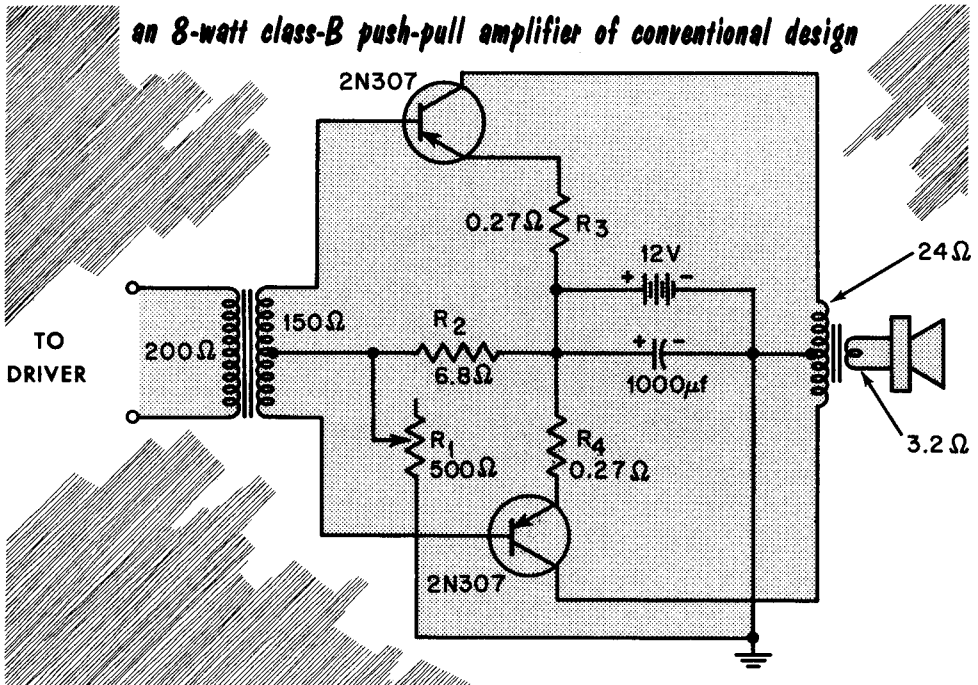 an 8-watt class-B push-pull amplifier of conventional design
2N307
0.27Ω R3
12V
+ -
24Ω
TO
DRIVER
200Ω
150Ω
R2
6.8Ω
+ -
1000μf
R1
500Ω
R4
0.27Ω
3.2Ω
2N307